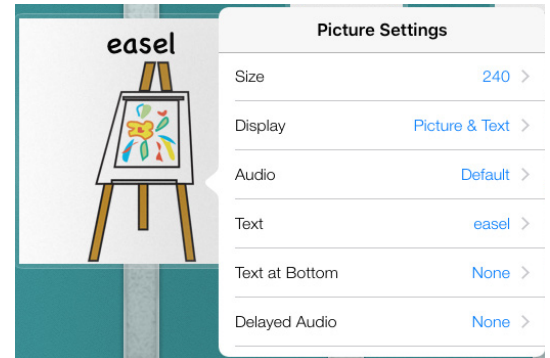 easel
Picture Settings
Size 240
Display Picture & Text
Audio Default
Text easel
Text at Bottom None
Delayed Audio None